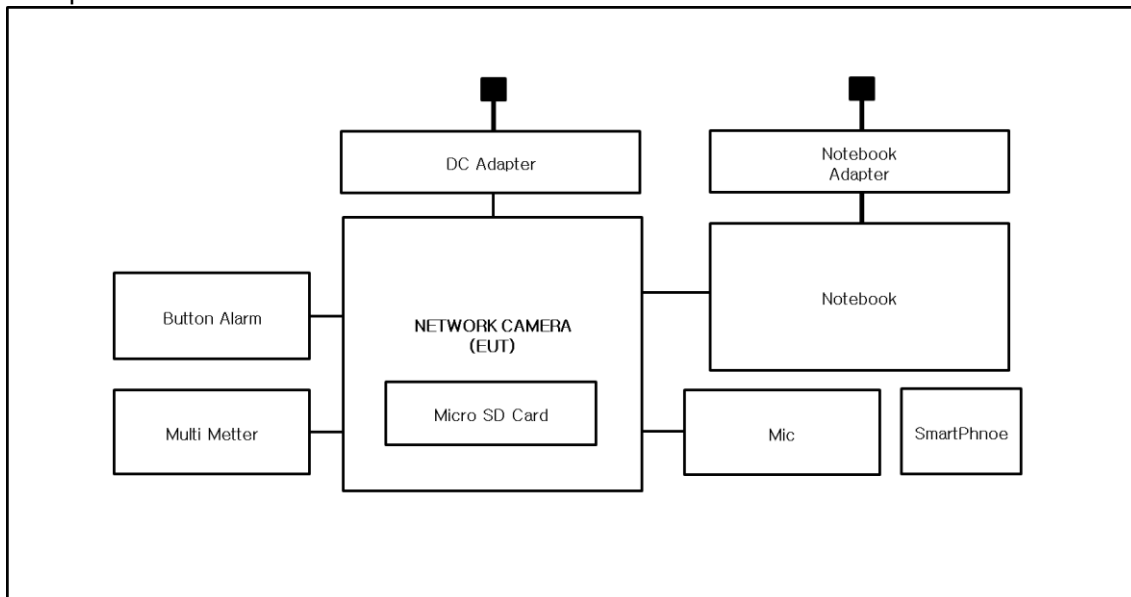 DC Adapter
Notebook
Adapter
Button Alarm
NETWORK CAMERA
(EUT)
Notebook
Micro SD Card
Multi Metter
Mic
SmartPhnoe